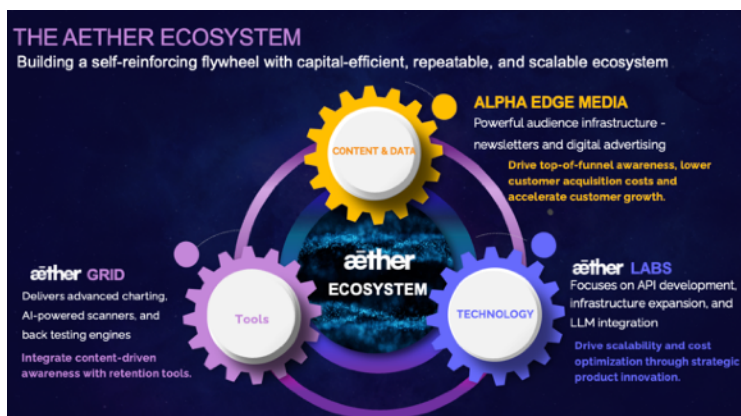 THE AETHER ECOSYSTEM
Building a self-reinforcing flywheel with capital-efficient, repeatable, and scalable ecosystem
CONTENT & DATA
ALPHA EDGE MEDIA
Powerful audience infrastructure -
newsletters and digital advertising
Drive top-of-funnel awareness, lower
customer acquisition costs and
accelerate customer growth.
æther
ECOSYSTEM
æther GRID
Delivers advanced charting,
AI-powered scanners, and
back testing engines
Integrate content-driven
awareness with retention tools.
Tools
TECHNOLOGY
æther LABS
Focuses on API development,
infrastructure expansion, and
LLM integration
Drive scalability and cost
optimization through strategic
product innovation.